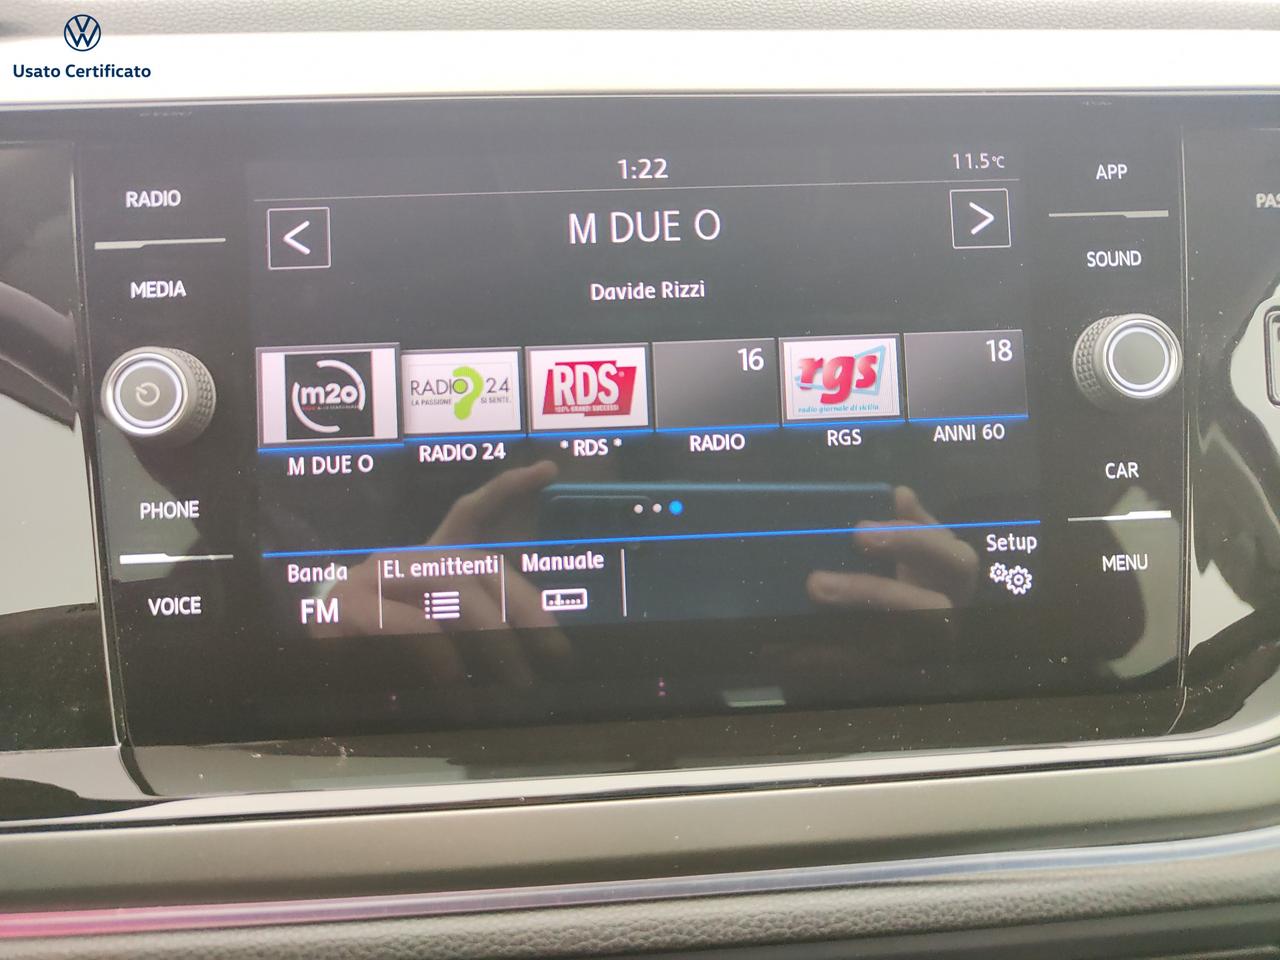 Usato Certificato
RADIO
MEDIA
PHONE
VOICE
1:22
11.5°C
M DUE O
Davide Rizzi
m2o
RADIO 24
LA PASSIONE SI SENTE.
RDS
100% GRANDI SUCCESSI
16
rgs
radio giornale di sicilia
18
M DUE O
RADIO 24
* RDS *
RADIO
RGS
ANNI 60
Banda
FM
El. emittenti
Manuale
Setup
APP
SOUND
CAR
MENU